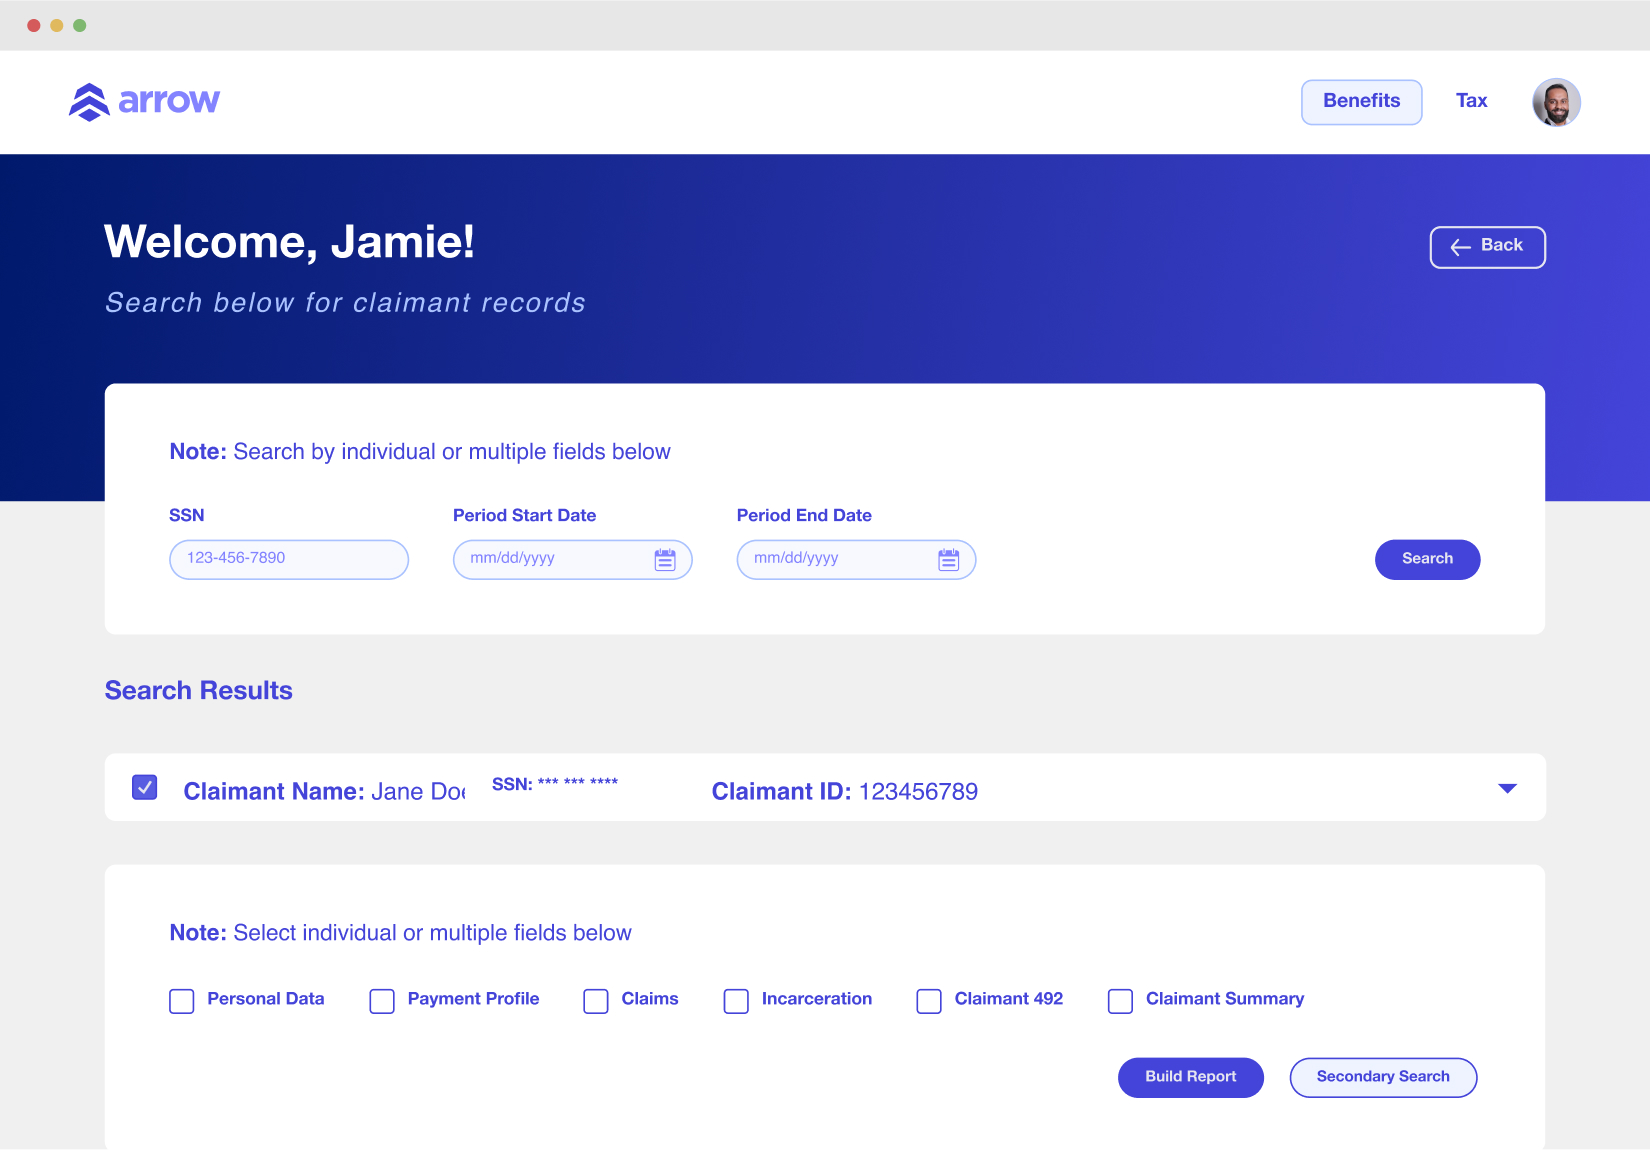 arrow
Benefits Tax
Welcome, Jamie!
Back
Search below for claimant records
Note: Search by individual or multiple fields below
SSN Period Start Date Period End Date
123-456-7890 mm/dd/yyyy mm/dd/yyyy Search
Search Results
Claimant Name: Jane Doe SSN: *** *** **** Claimant ID: 123456789
Note: Select individual or multiple fields below
Personal Data Payment Profile Claims Incarceration Claimant 492 Claimant Summary
Build Report Secondary Search